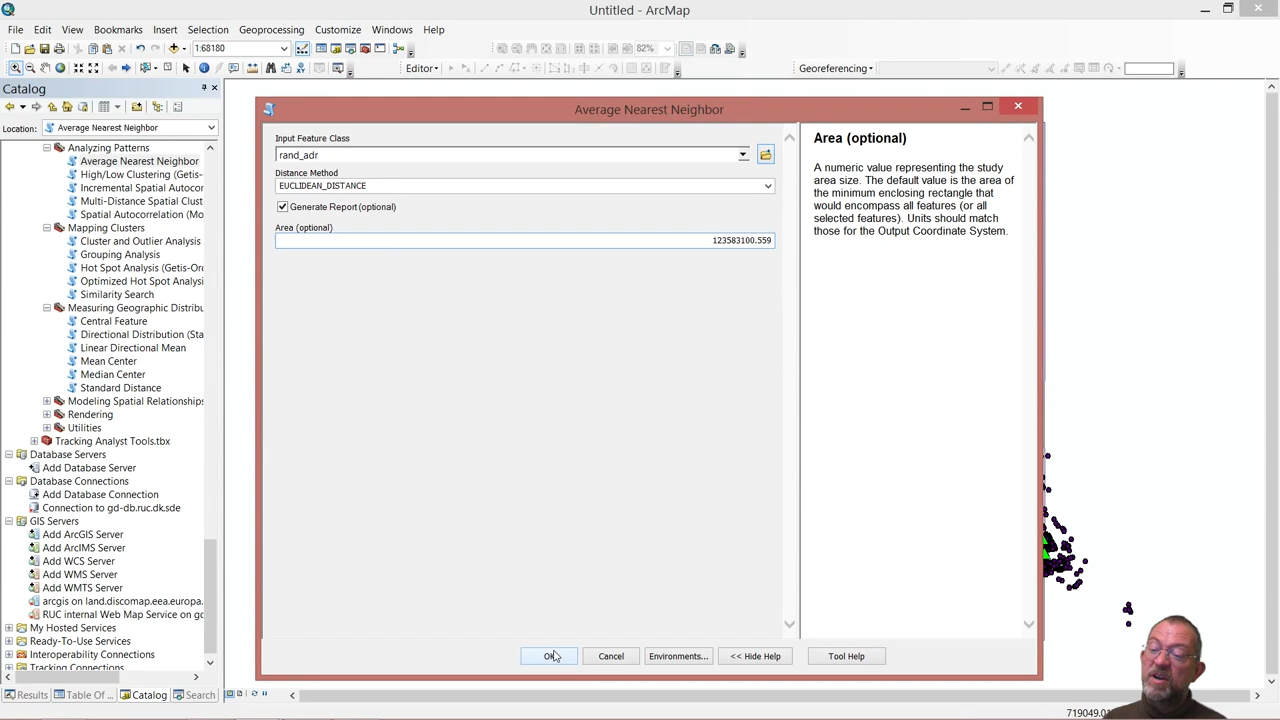 Untitled - ArcMap
File Edit View Bookmarks Insert Selection Geoprocessing Customize Windows Help
1:68180
82%
Editor
Georeferencing
Catalog
Location: Average Nearest Neighbor
Analyzing Patterns
Average Nearest Neighbor
High/Low Clustering (Getis-
Incremental Spatial Autocor
Multi-Distance Spatial Clust
Spatial Autocorrelation (Mo
Mapping Clusters
Cluster and Outlier Analysis
Grouping Analysis
Hot Spot Analysis (Getis-Or
Optimized Hot Spot Analysi
Similarity Search
Measuring Geographic Distribu
Central Feature
Directional Distribution (Sta
Linear Directional Mean
Mean Center
Median Center
Standard Distance
Modeling Spatial Relationships
Rendering
Utilities
Tracking Analyst Tools.tbx
Database Servers
Add Database Server
Database Connections
Add Database Connection
Connection to gd-db.ruc.dk.sde
GIS Servers
Add ArcGIS Server
Add ArcIMS Server
Add WCS Server
Add WMS Server
Add WMTS Server
arcgis on land.discomap.eea.europa.
RUC internal Web Map Service on gd
My Hosted Services
Ready-To-Use Services
Interoperability Connections
Tracking Connections
Results Table Of ... Catalog Search
Average Nearest Neighbor
Input Feature Class
rand_adr
Distance Method
EUCLIDEAN_DISTANCE
Generate Report (optional)
Area (optional)
123583100.559
OK Cancel Environments... << Hide Help Tool Help
Area (optional)
A numeric value representing the study
area size. The default value is the area of
the minimum enclosing rectangle that
would encompass all features (or all
selected features). Units should match
those for the Output Coordinate System.